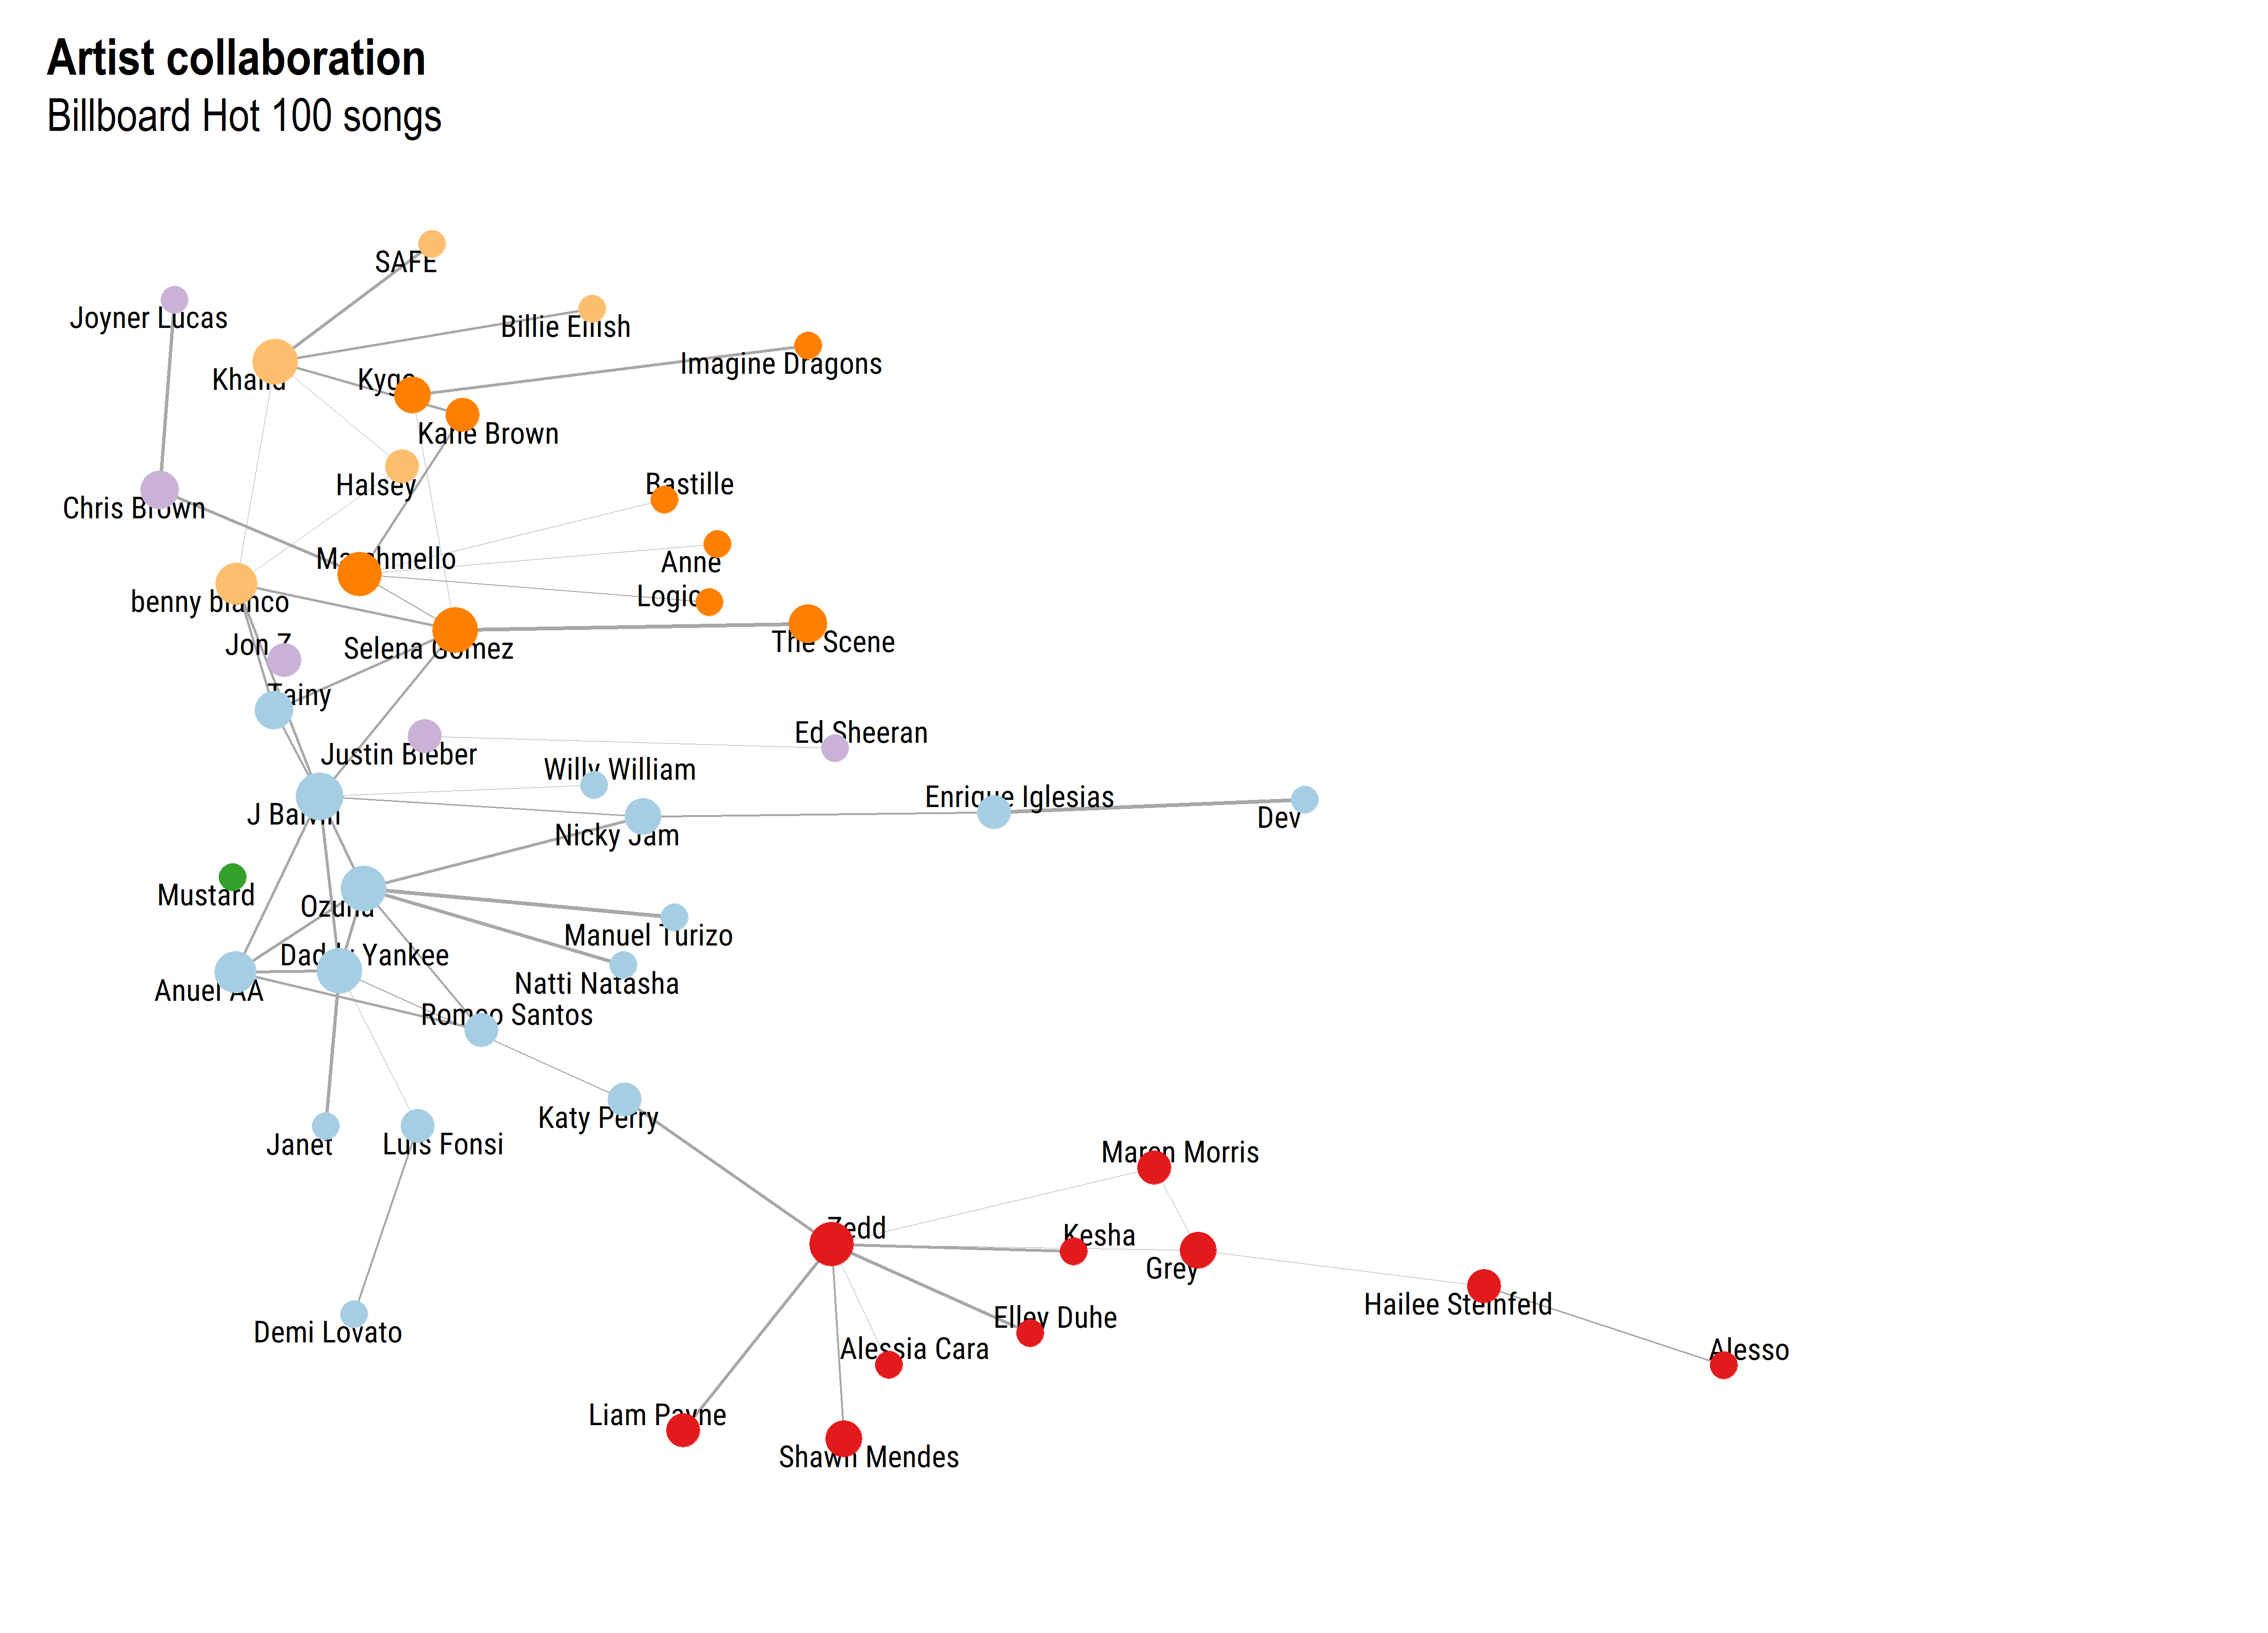 Artist collaboration
Billboard Hot 100 songs
SAFE
Joyner Lucas
Billie Eilish
Imagine Dragons
Khalid
Kygo
Kane Brown
Halsey
Bastille
Chris Brown
Marshmello
Anne
Logic
benny blanco
Jon Z
Selena Gomez
The Scene
Tainy
Ed Sheeran
Justin Bieber
Willy William
Enrique Iglesias
J Balvin
Dev
Nicky Jam
Mustard
Ozuna
Manuel Turizo
Daddy Yankee
Natti Natasha
Anuel AA
Romeo Santos
Katy Perry
Janet
Luis Fonsi
Maren Morris
Zedd
Kesha
Grey
Hailee Steinfeld
Elley Duhe
Demi Lovato
Alessia Cara
Alesso
Liam Payne
Shawn Mendes